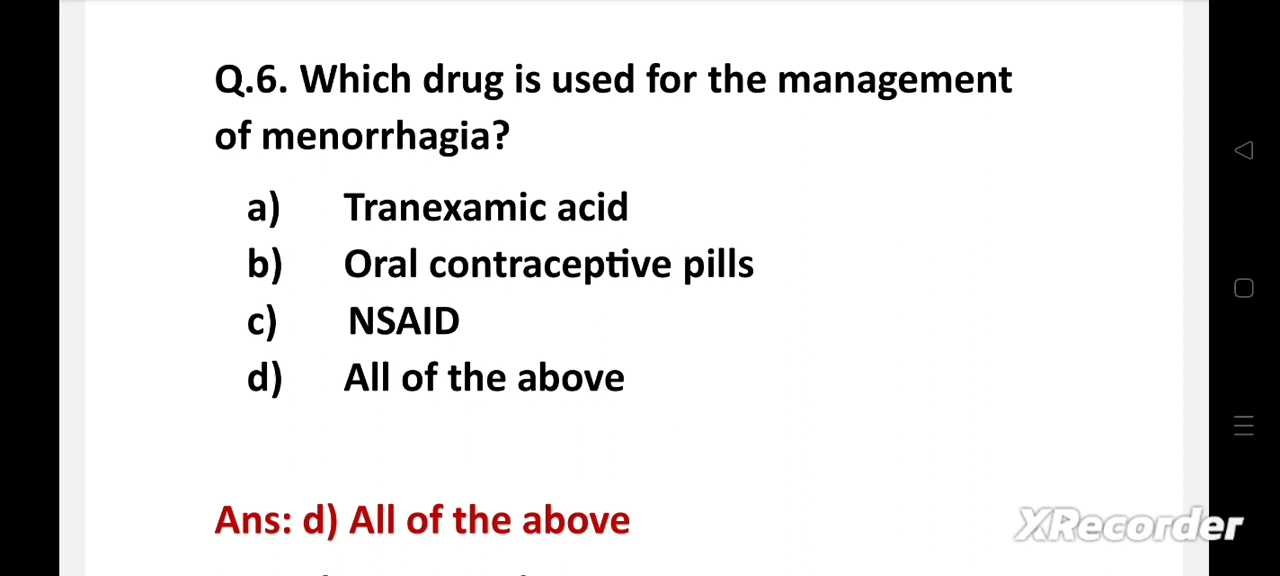 Q.6. Which drug is used for the management
of menorrhagia?
a) Tranexamic acid
b) Oral contraceptive pills
c) NSAID
d) All of the above
Ans: d) All of the above
XRecorder